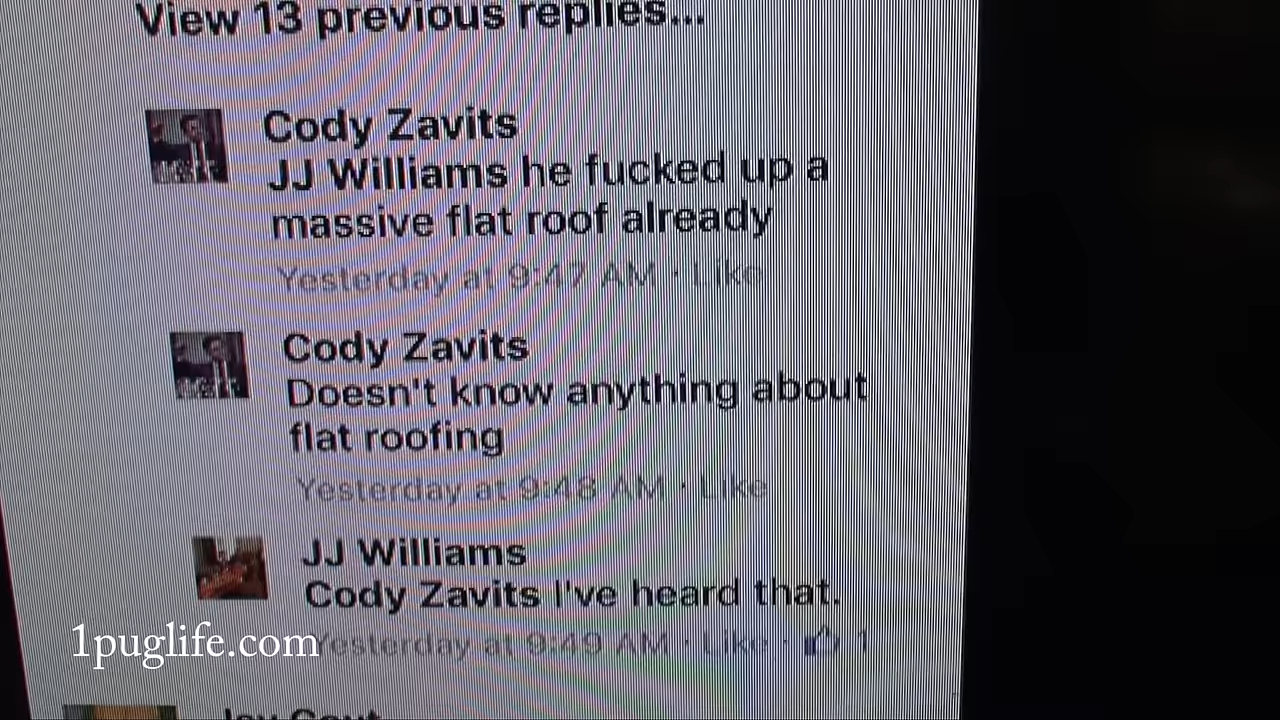 View 13 previous replies...
Cody Zavits
JJ Williams he fucked up a
massive flat roof already
Yesterday at 9:47 AM · Like
Cody Zavits
Doesn't know anything about
flat roofing
Yesterday at 9:48 AM · Like
JJ Williams
Cody Zavits I've heard that.
Yesterday at 9:49 AM · Like · 1
1puglife.com